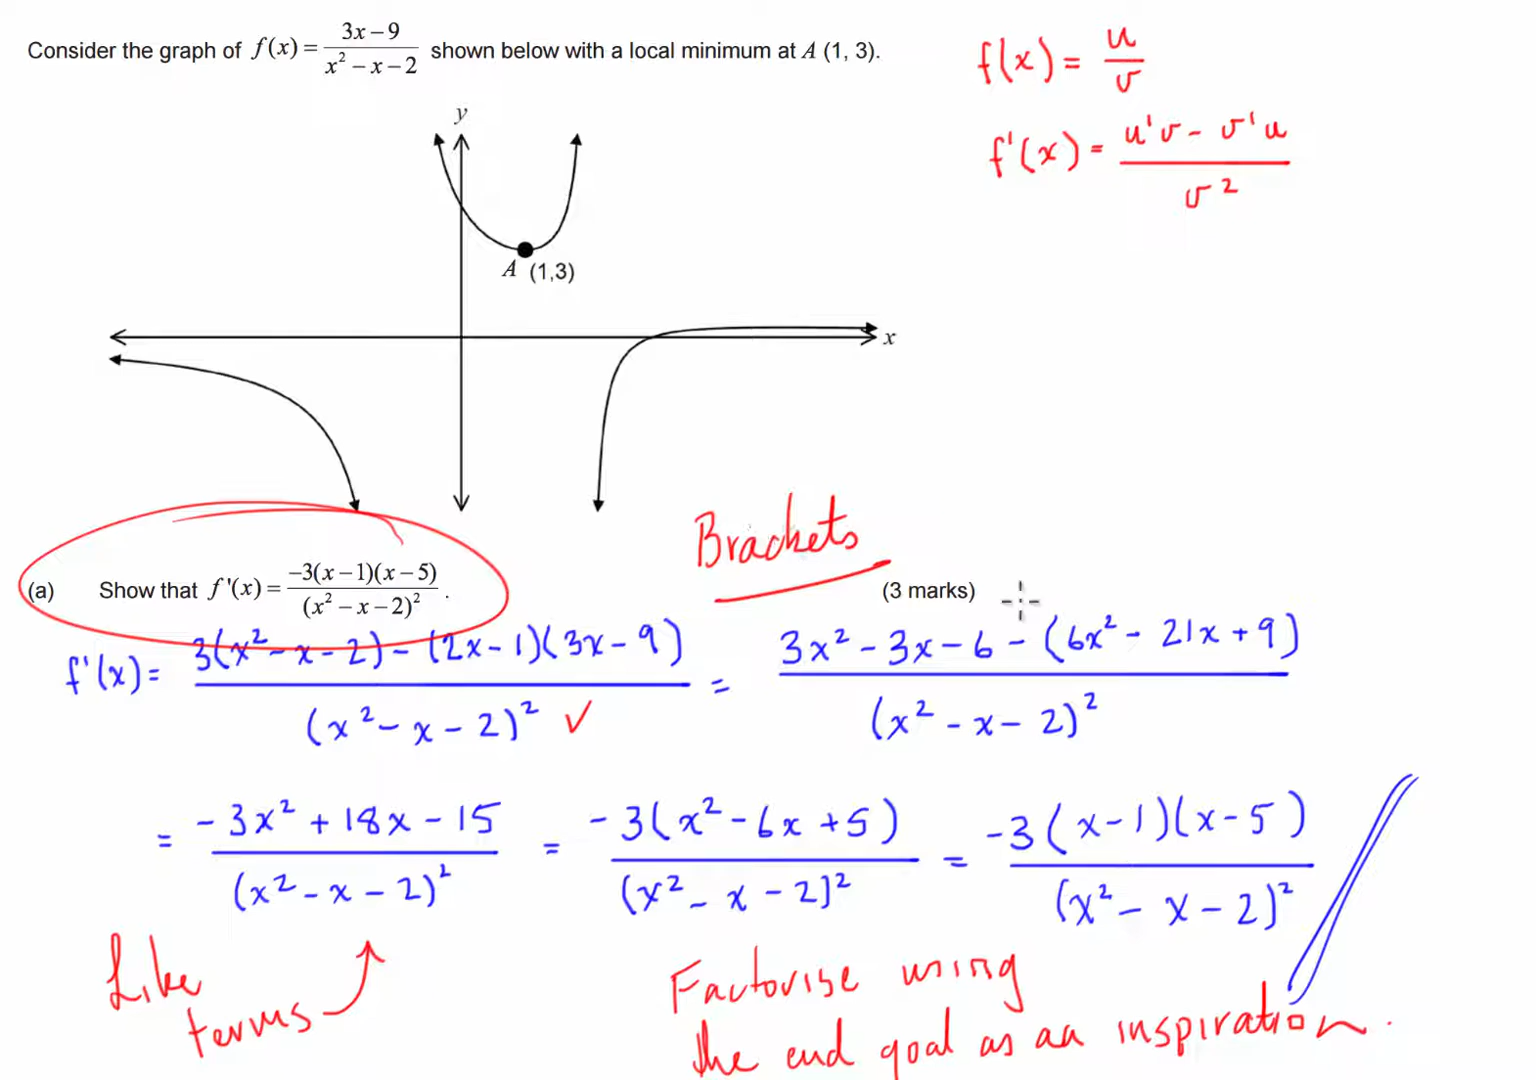 Consider the graph of f(x) = (3x − 9)/(x² − x − 2) shown below with a local minimum at A (1, 3).
f(x) = u/v
f'(x) = (u'v − v'u)/v²
y
A (1,3)
x
Brackets
(a) Show that f'(x) = −3(x − 1)(x − 5)/(x² − x − 2)² . (3 marks)
f'(x) = (3(x² − x − 2) − (2x − 1)(3x − 9))/(x² − x − 2)² ✓ = (3x² − 3x − 6 − (6x² − 21x + 9))/(x² − x − 2)²
= (−3x² + 18x − 15)/(x² − x − 2)² = −3(x² − 6x + 5)/(x² − x − 2)² = −3(x − 1)(x − 5)/(x² − x − 2)²
Like
terms
Factorise using
the end goal as an inspiration.